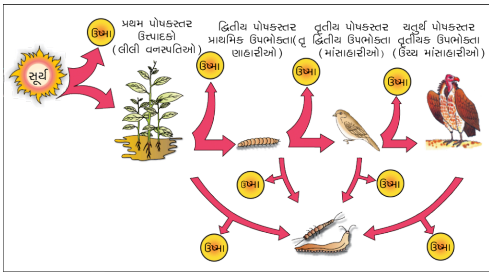 પ્રથમ પોષકસ્તર
ઉત્પાદકો
(લીલી વનસ્પતિઓ)
દ્વિતીય પોષકસ્તર
પ્રાથમિક ઉપભોક્તા(તૃ
ણાહારીઓ)
તૃતીય પોષકસ્તર
દ્વિતીય ઉપભોક્તા
(માંસાહારીઓ)
ચતુર્થ પોષકસ્તર
તૃતીયક ઉપભોક્તા
(ઉચ્ચ માંસાહારીઓ)
ઉષ્મા
સૂર્ય
ઉષ્મા
ઉષ્મા
ઉષ્મા
ઉષ્મા
ઉષ્મા
ઉષ્મા
ઉષ્મા